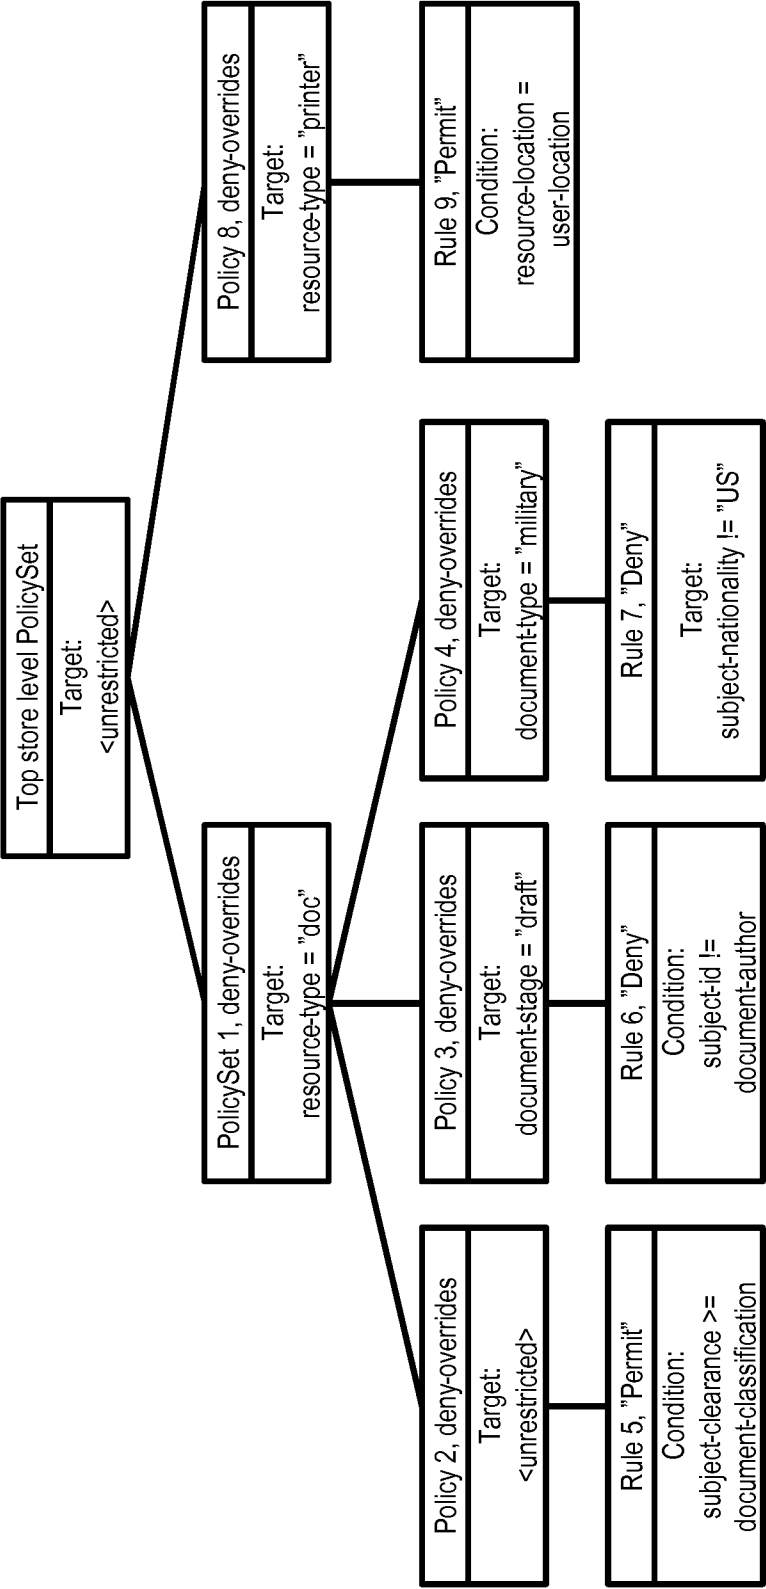 Top store level PolicySet
Target:
<unrestricted>
PolicySet 1, deny-overrides
Target:
resource-type = ”doc”
Policy 8, deny-overrides
Target:
resource-type = ”printer”
Policy 2, deny-overrides
Target:
<unrestricted>
Policy 3, deny-overrides
Target:
document-stage = ”draft”
Policy 4, deny-overrides
Target:
document-type = ”military”
Rule 9, ”Permit”
Condition:
resource-location =
user-location
Rule 5, ”Permit”
Condition:
subject-clearance >=
document-classification
Rule 6, ”Deny”
Condition:
subject-id !=
document-author
Rule 7, ”Deny”
Target:
subject-nationality != ”US”